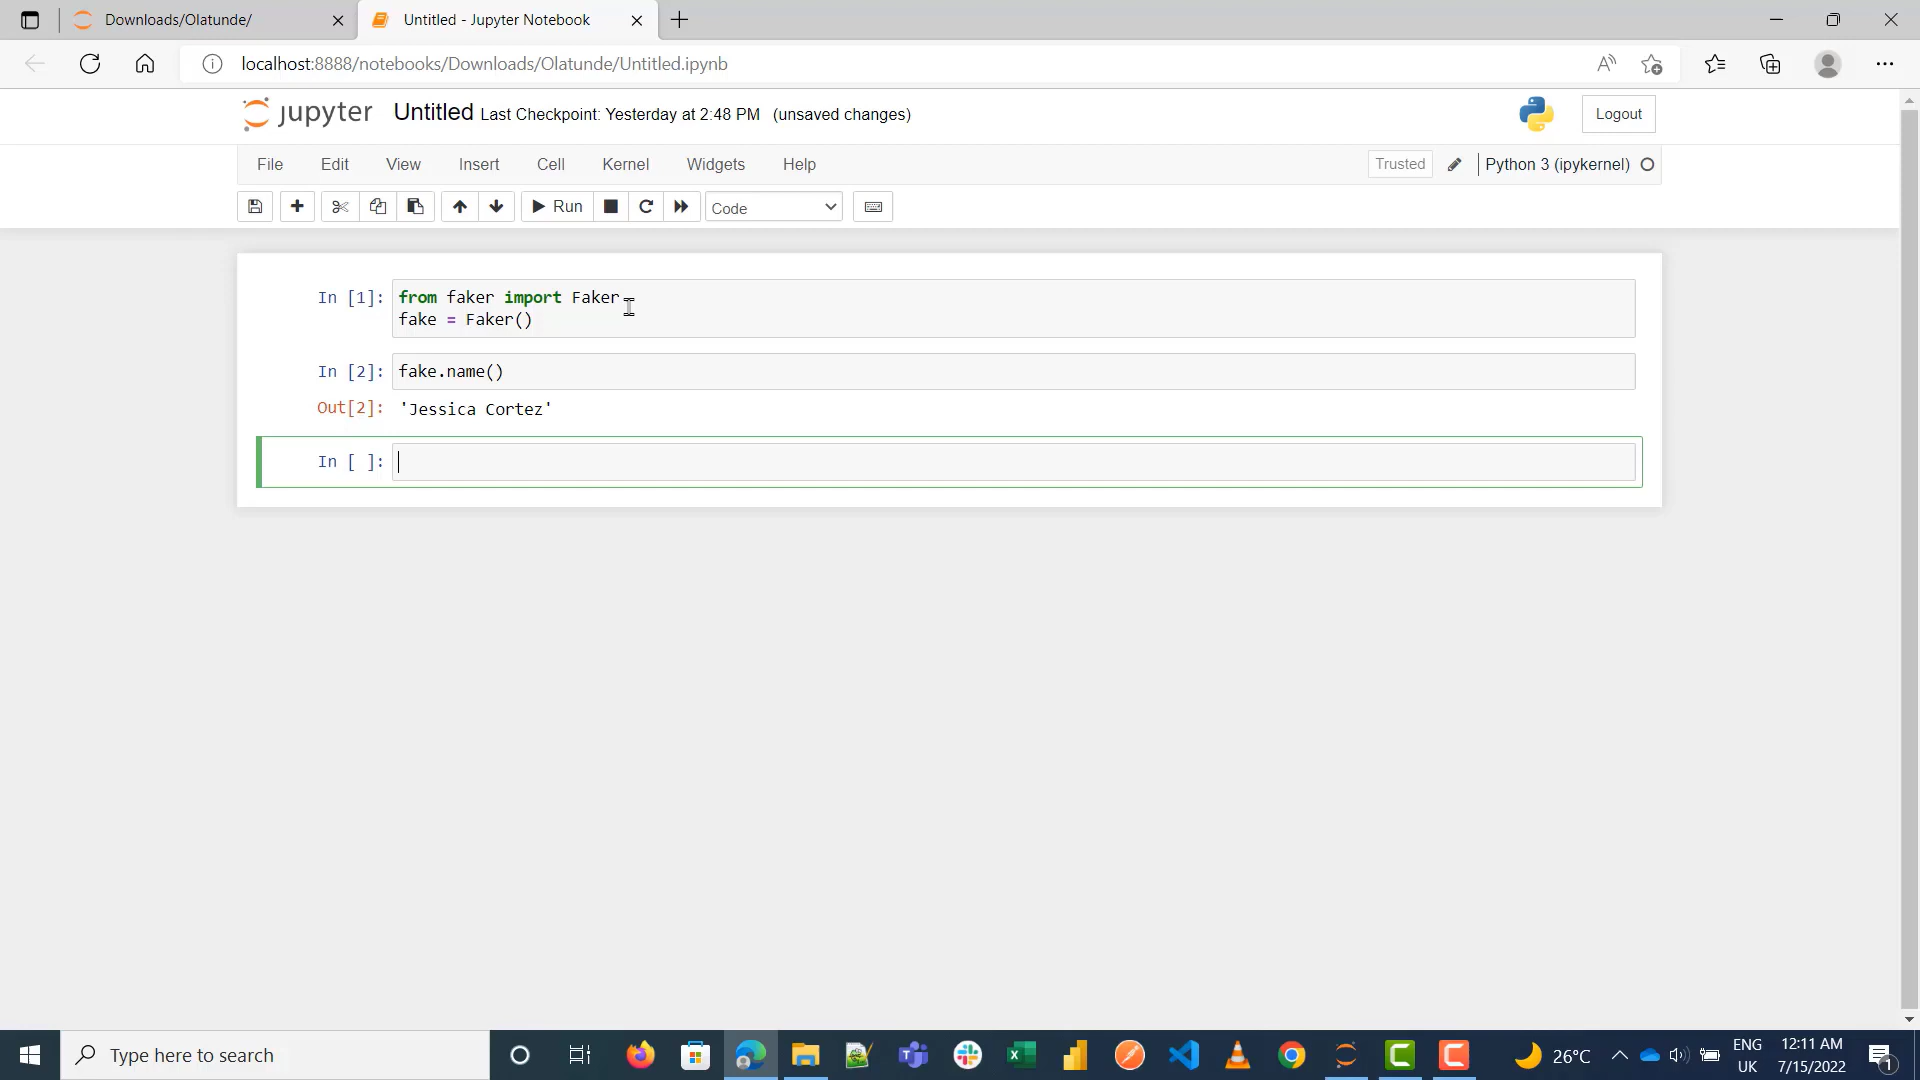 Downloads/Olatunde/
Untitled - Jupyter Notebook
localhost:8888/notebooks/Downloads/Olatunde/Untitled.ipynb
jupyter Untitled Last Checkpoint: Yesterday at 2:48 PM (unsaved changes)
Logout
File Edit View Insert Cell Kernel Widgets Help
Trusted
Python 3 (ipykernel)
Run
Code
In [1]: from faker import Faker
fake = Faker()
In [2]: fake.name()
Out[2]: 'Jessica Cortez'
In [ ]:
Type here to search
26°C
ENG
UK
12:11 AM
7/15/2022
1